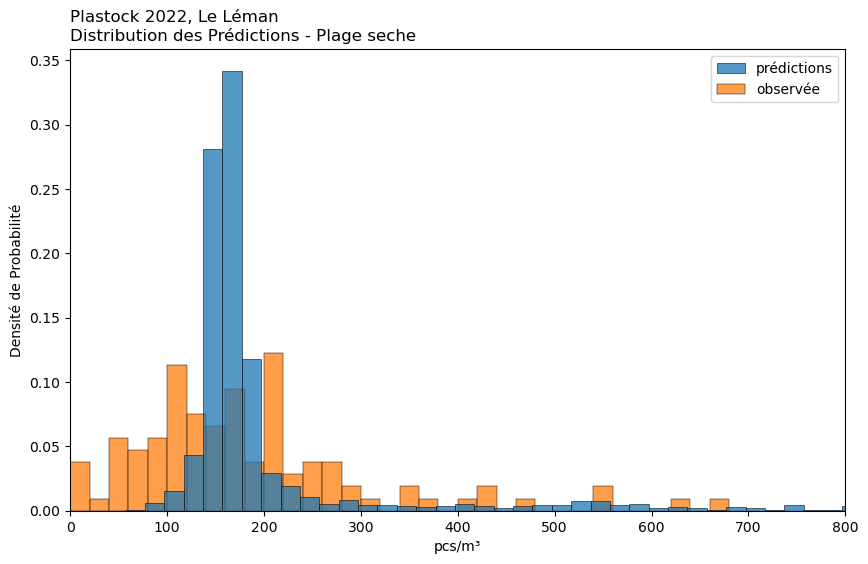 Plastock 2022, Le Léman
Distribution des Prédictions - Plage seche
prédictions
observée
Densité de Probabilité
0.35
0.30
0.25
0.20
0.15
0.10
0.05
0.00
0 100 200 300 400 500 600 700 800
pcs/m³